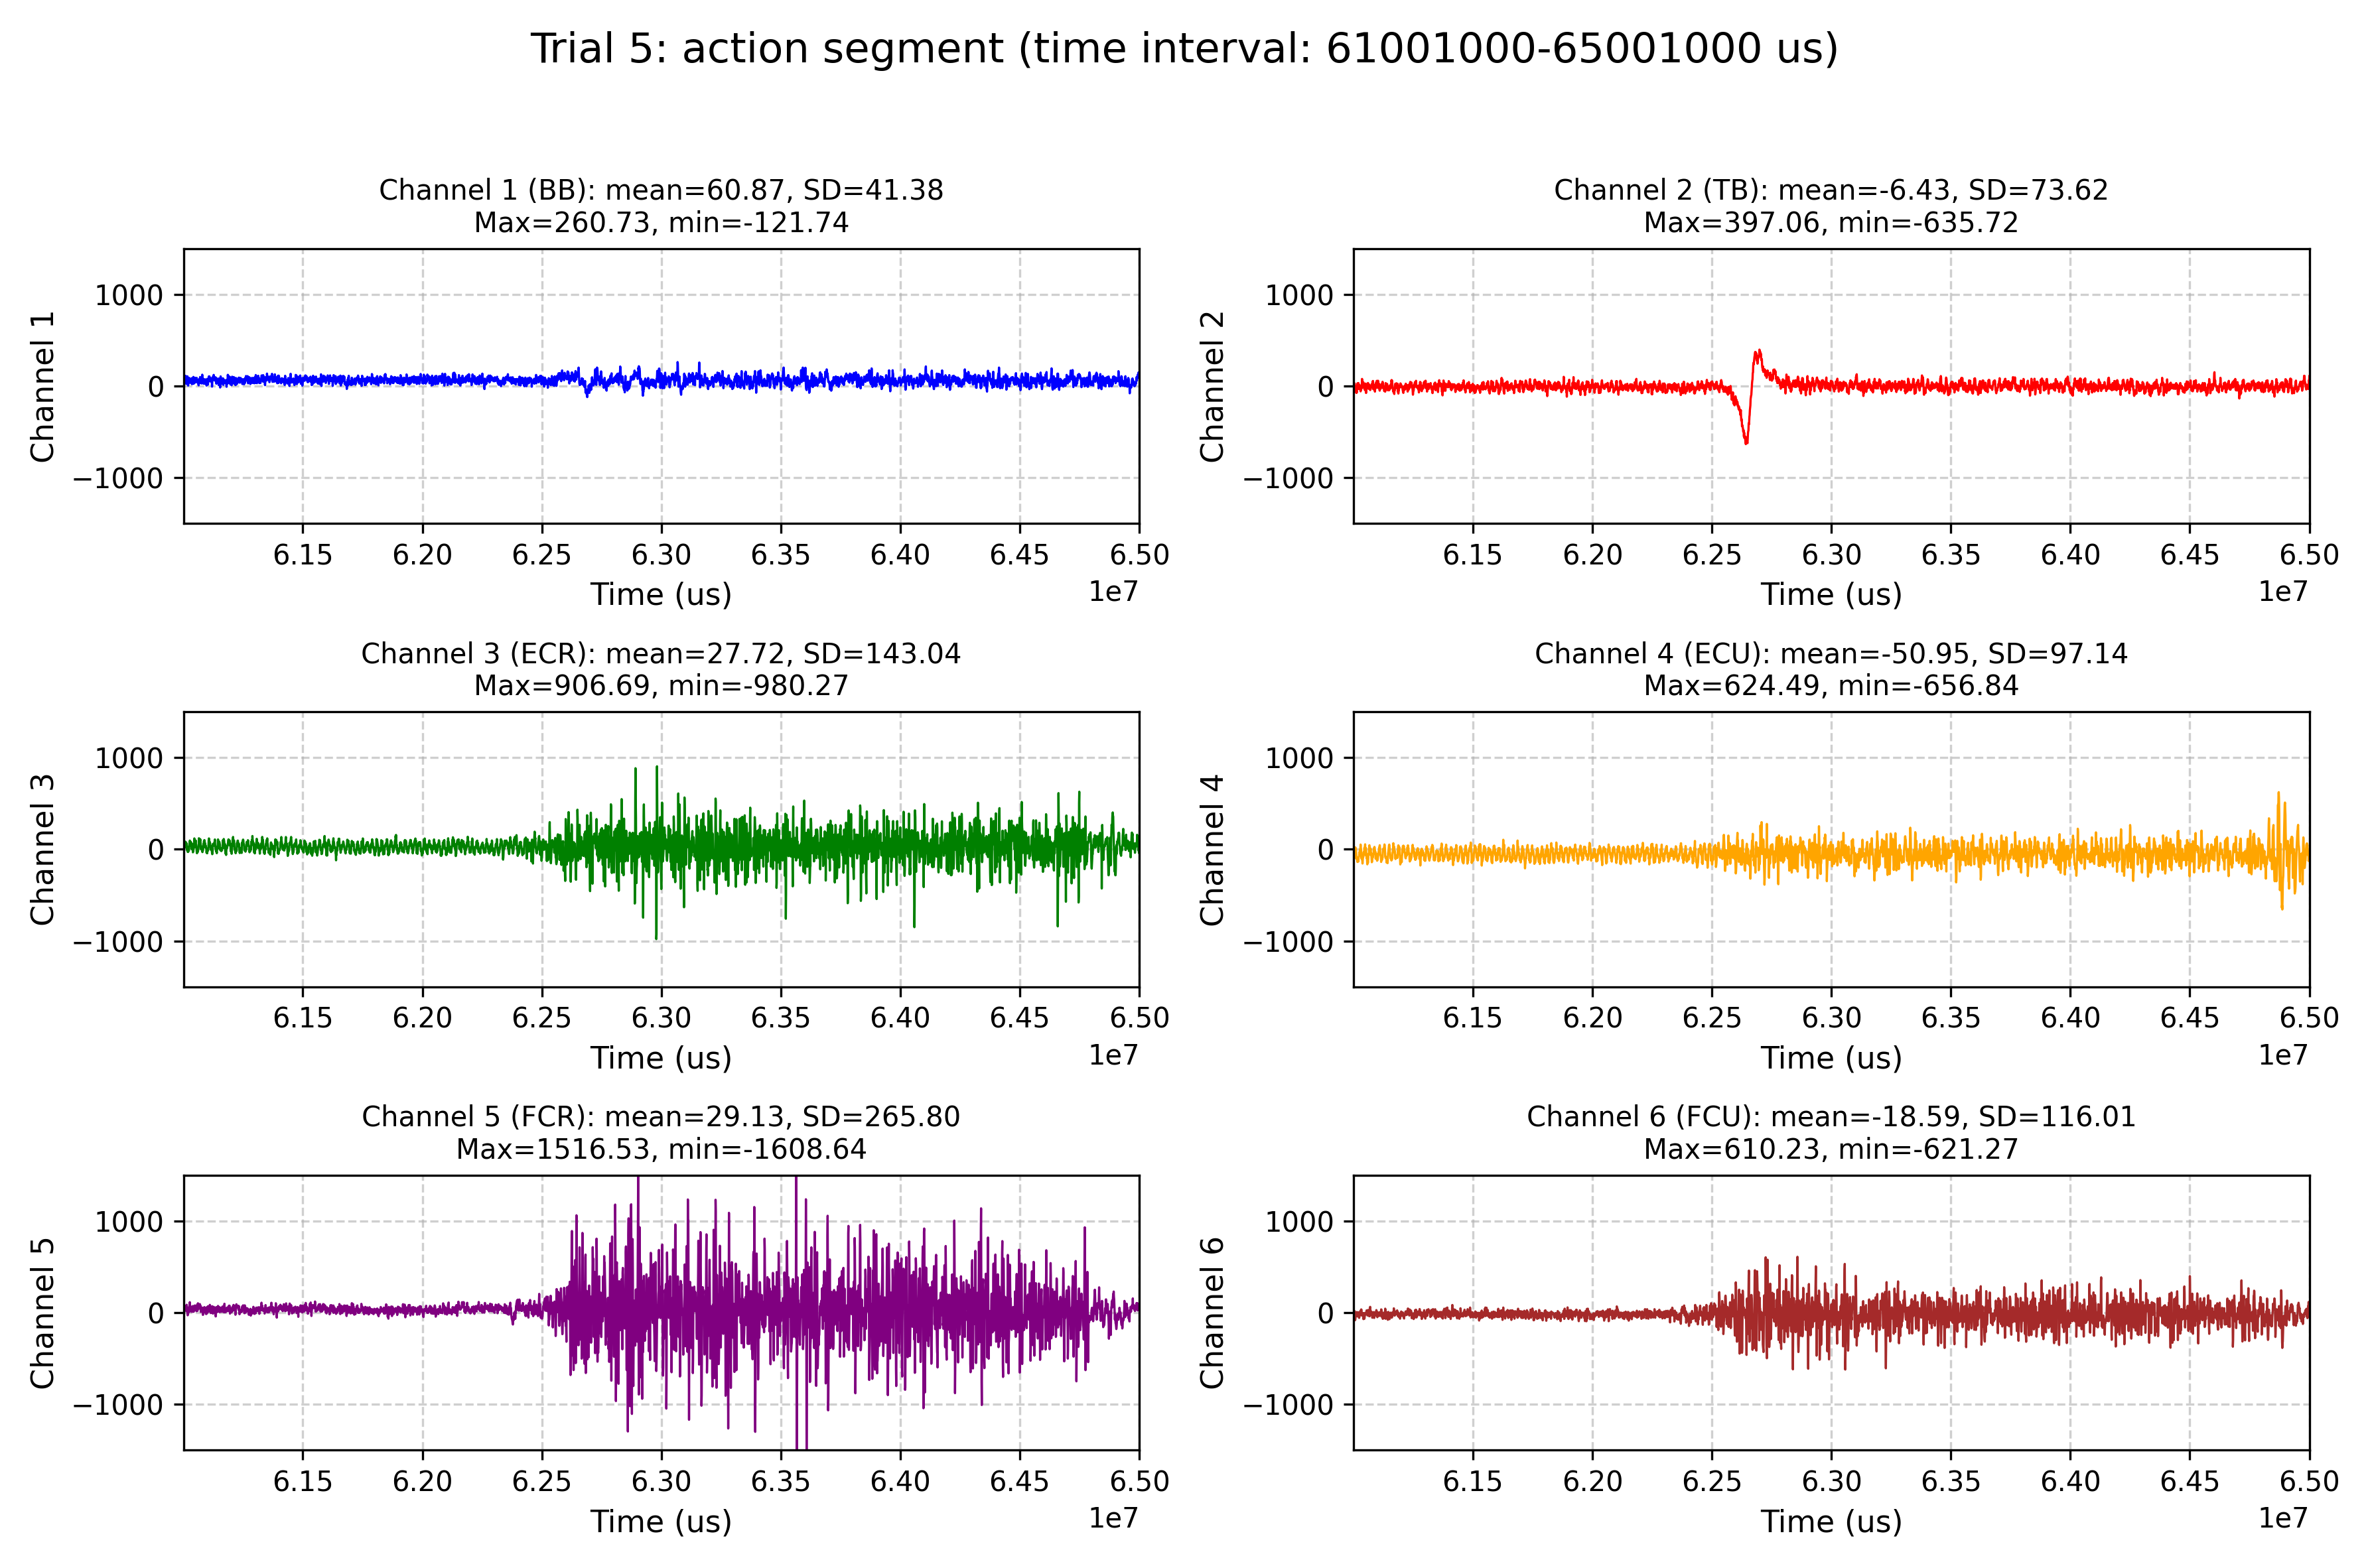 Trial 5: action segment (time interval: 61001000-65001000 us)
Channel 1 (BB): mean=60.87, SD=41.38
Max=260.73, min=-121.74
Channel 1
1000
0
−1000
6.15 6.20 6.25 6.30 6.35 6.40 6.45 6.50
Time (us)
1e7
Channel 2 (TB): mean=-6.43, SD=73.62
Max=397.06, min=-635.72
Channel 2
1000
0
−1000
6.15 6.20 6.25 6.30 6.35 6.40 6.45 6.50
Time (us)
1e7
Channel 3 (ECR): mean=27.72, SD=143.04
Max=906.69, min=-980.27
Channel 3
1000
0
−1000
6.15 6.20 6.25 6.30 6.35 6.40 6.45 6.50
Time (us)
1e7
Channel 4 (ECU): mean=-50.95, SD=97.14
Max=624.49, min=-656.84
Channel 4
1000
0
−1000
6.15 6.20 6.25 6.30 6.35 6.40 6.45 6.50
Time (us)
1e7
Channel 5 (FCR): mean=29.13, SD=265.80
Max=1516.53, min=-1608.64
Channel 5
1000
0
−1000
6.15 6.20 6.25 6.30 6.35 6.40 6.45 6.50
Time (us)
1e7
Channel 6 (FCU): mean=-18.59, SD=116.01
Max=610.23, min=-621.27
Channel 6
1000
0
−1000
6.15 6.20 6.25 6.30 6.35 6.40 6.45 6.50
Time (us)
1e7